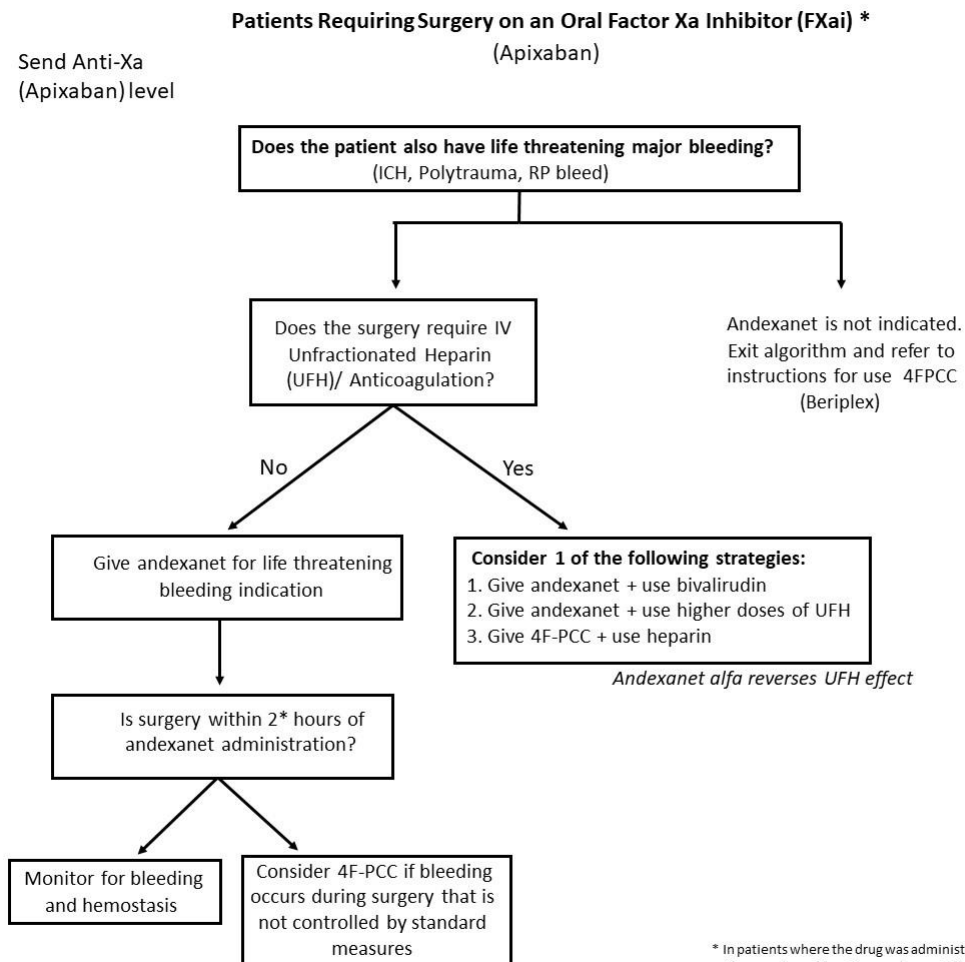 Patients Requiring Surgery on an Oral Factor Xa Inhibitor (FXai) *
(Apixaban)
Send Anti-Xa
(Apixaban) level
Does the patient also have life threatening major bleeding?
(ICH, Polytrauma, RP bleed)
Does the surgery require IV
Unfractionated Heparin
(UFH)/ Anticoagulation?
Andexanet is not indicated.
Exit algorithm and refer to
instructions for use 4FPCC
(Beriplex)
No
Yes
Give andexanet for life threatening
bleeding indication
Consider 1 of the following strategies:
1. Give andexanet + use bivalirudin
2. Give andexanet + use higher doses of UFH
3. Give 4F-PCC + use heparin
Andexanet alfa reverses UFH effect
Is surgery within 2* hours of
andexanet administration?
Monitor for bleeding
and hemostasis
Consider 4F-PCC if bleeding
occurs during surgery that is
not controlled by standard
measures
* In patients where the drug was administ